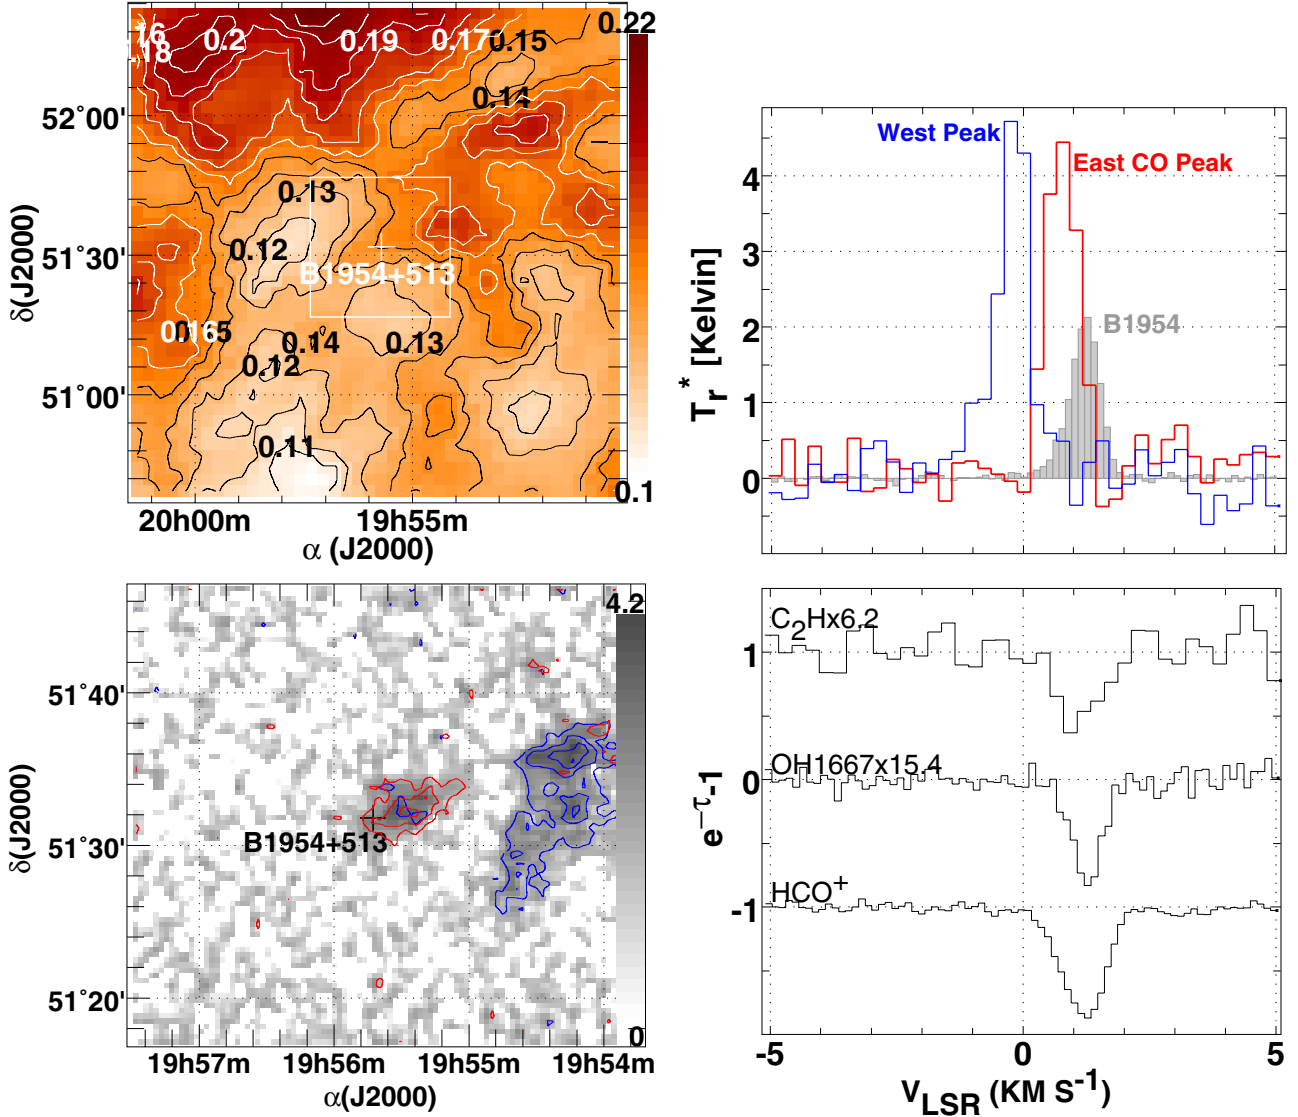 .16
.18
0.2
0.19
0.17
0.15
0.22
0.14
52°00'
0.13
0.12
51°30'
B1954+513
0.165
0.14
0.13
0.12
51°00'
0.11
0.1
20h00m
19h55m
α (J2000)
δ(J2000)
West Peak
East CO Peak
B1954
4
3
2
1
0
Tr* [Kelvin]
4.2
51°40'
51°30'
51°20'
B1954+513
0
19h57m
19h56m
19h55m
19h54m
α(J2000)
δ(J2000)
C2Hx6.2
1
OH1667x15.4
0
HCO+
-1
e−τ-1
-5
0
5
VLSR (KM S-1)